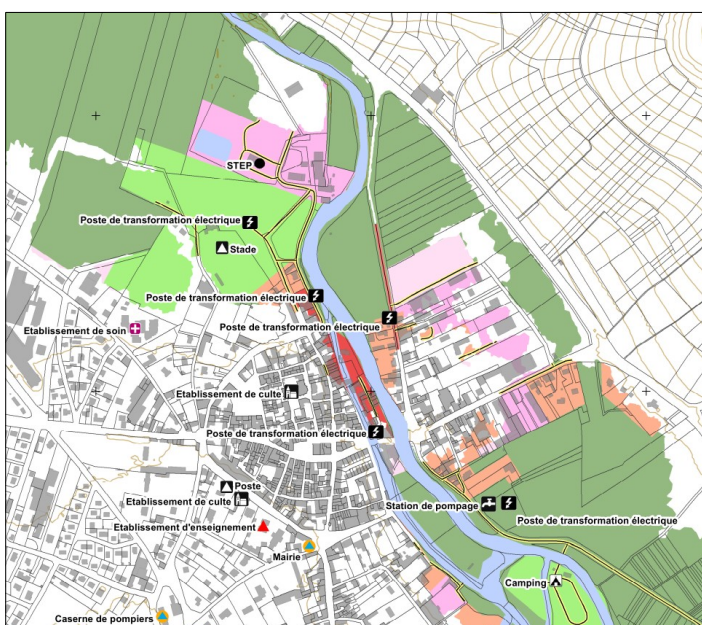 STEP
Poste de transformation électrique
Stade
Poste de transformation électrique
Poste de transformation électrique
Etablissement de soin
Etablissement de culte
Poste de transformation électrique
Poste
Etablissement de culte
Station de pompage
Poste de transformation électrique
Etablissement d'enseignement
Mairie
Camping
Caserne de pompiers